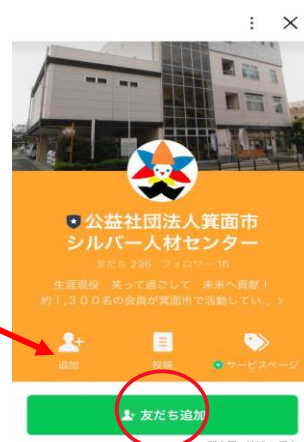 公益社団法人箕面市
シルバー人材センター
友だち 296・フォロワー 16
生涯現役 笑って過ごして 未来へ貢献！
約１,３００名の会員が箕面市で活動してい...
追加
投稿
サービスページ
友だち追加